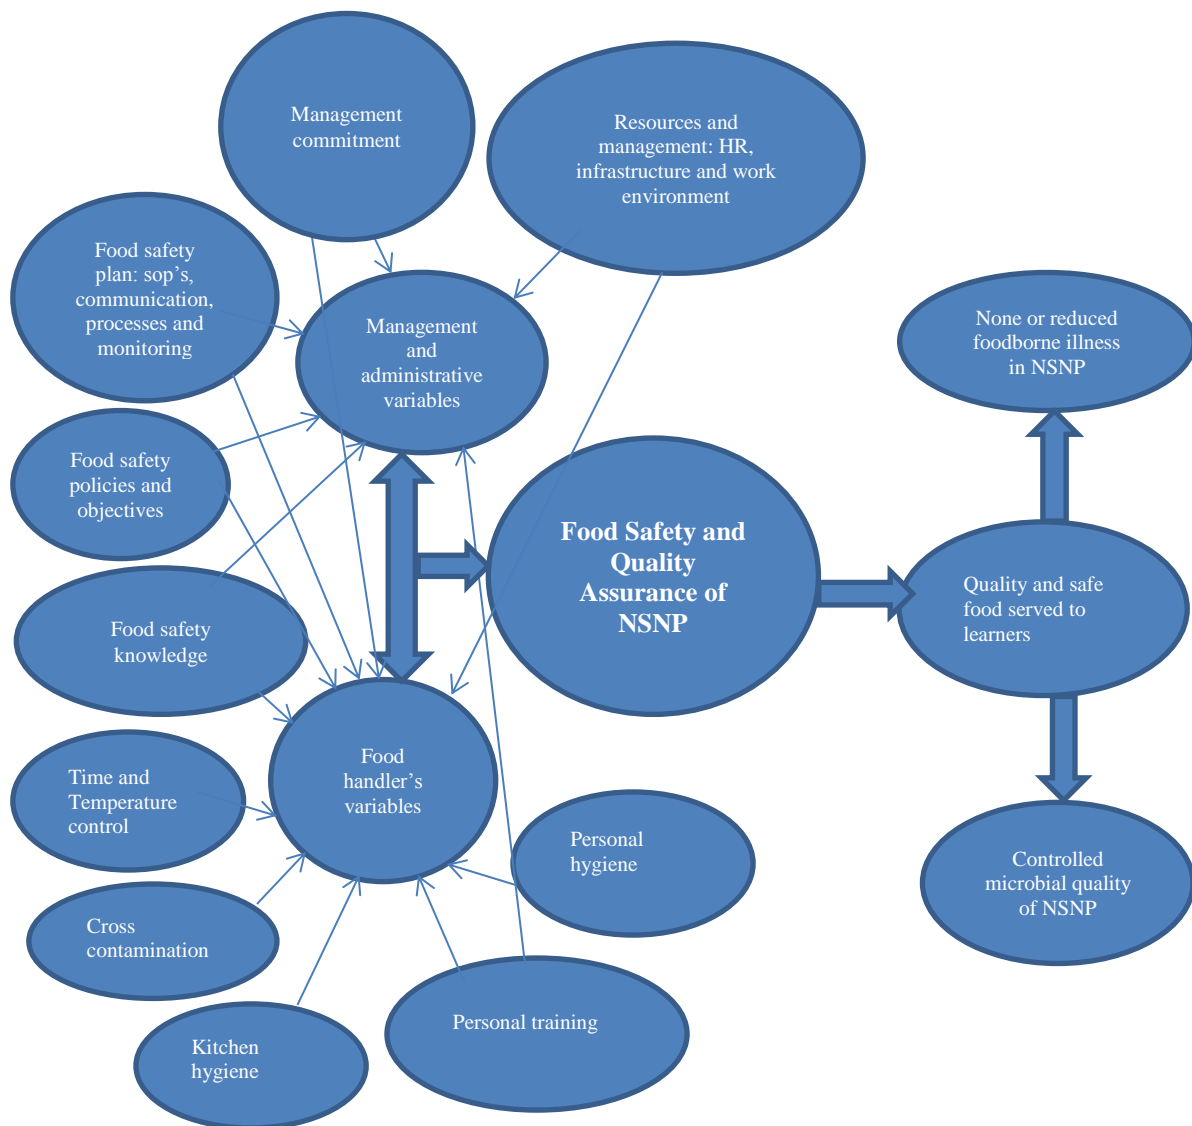 Management
commitment
Resources and
management: HR,
infrastructure and work
environment
Food safety
plan: sop's,
communication,
processes and
monitoring
Management
and
administrative
variables
None or reduced
foodborne illness
in NSNP
Food safety
policies and
objectives
Food Safety and
Quality
Assurance of
NSNP
Quality and safe
food served to
learners
Food safety
knowledge
Food
handler's
variables
Time and
Temperature
control
Personal
hygiene
Controlled
microbial quality
of NSNP
Cross
contamination
Personal training
Kitchen
hygiene